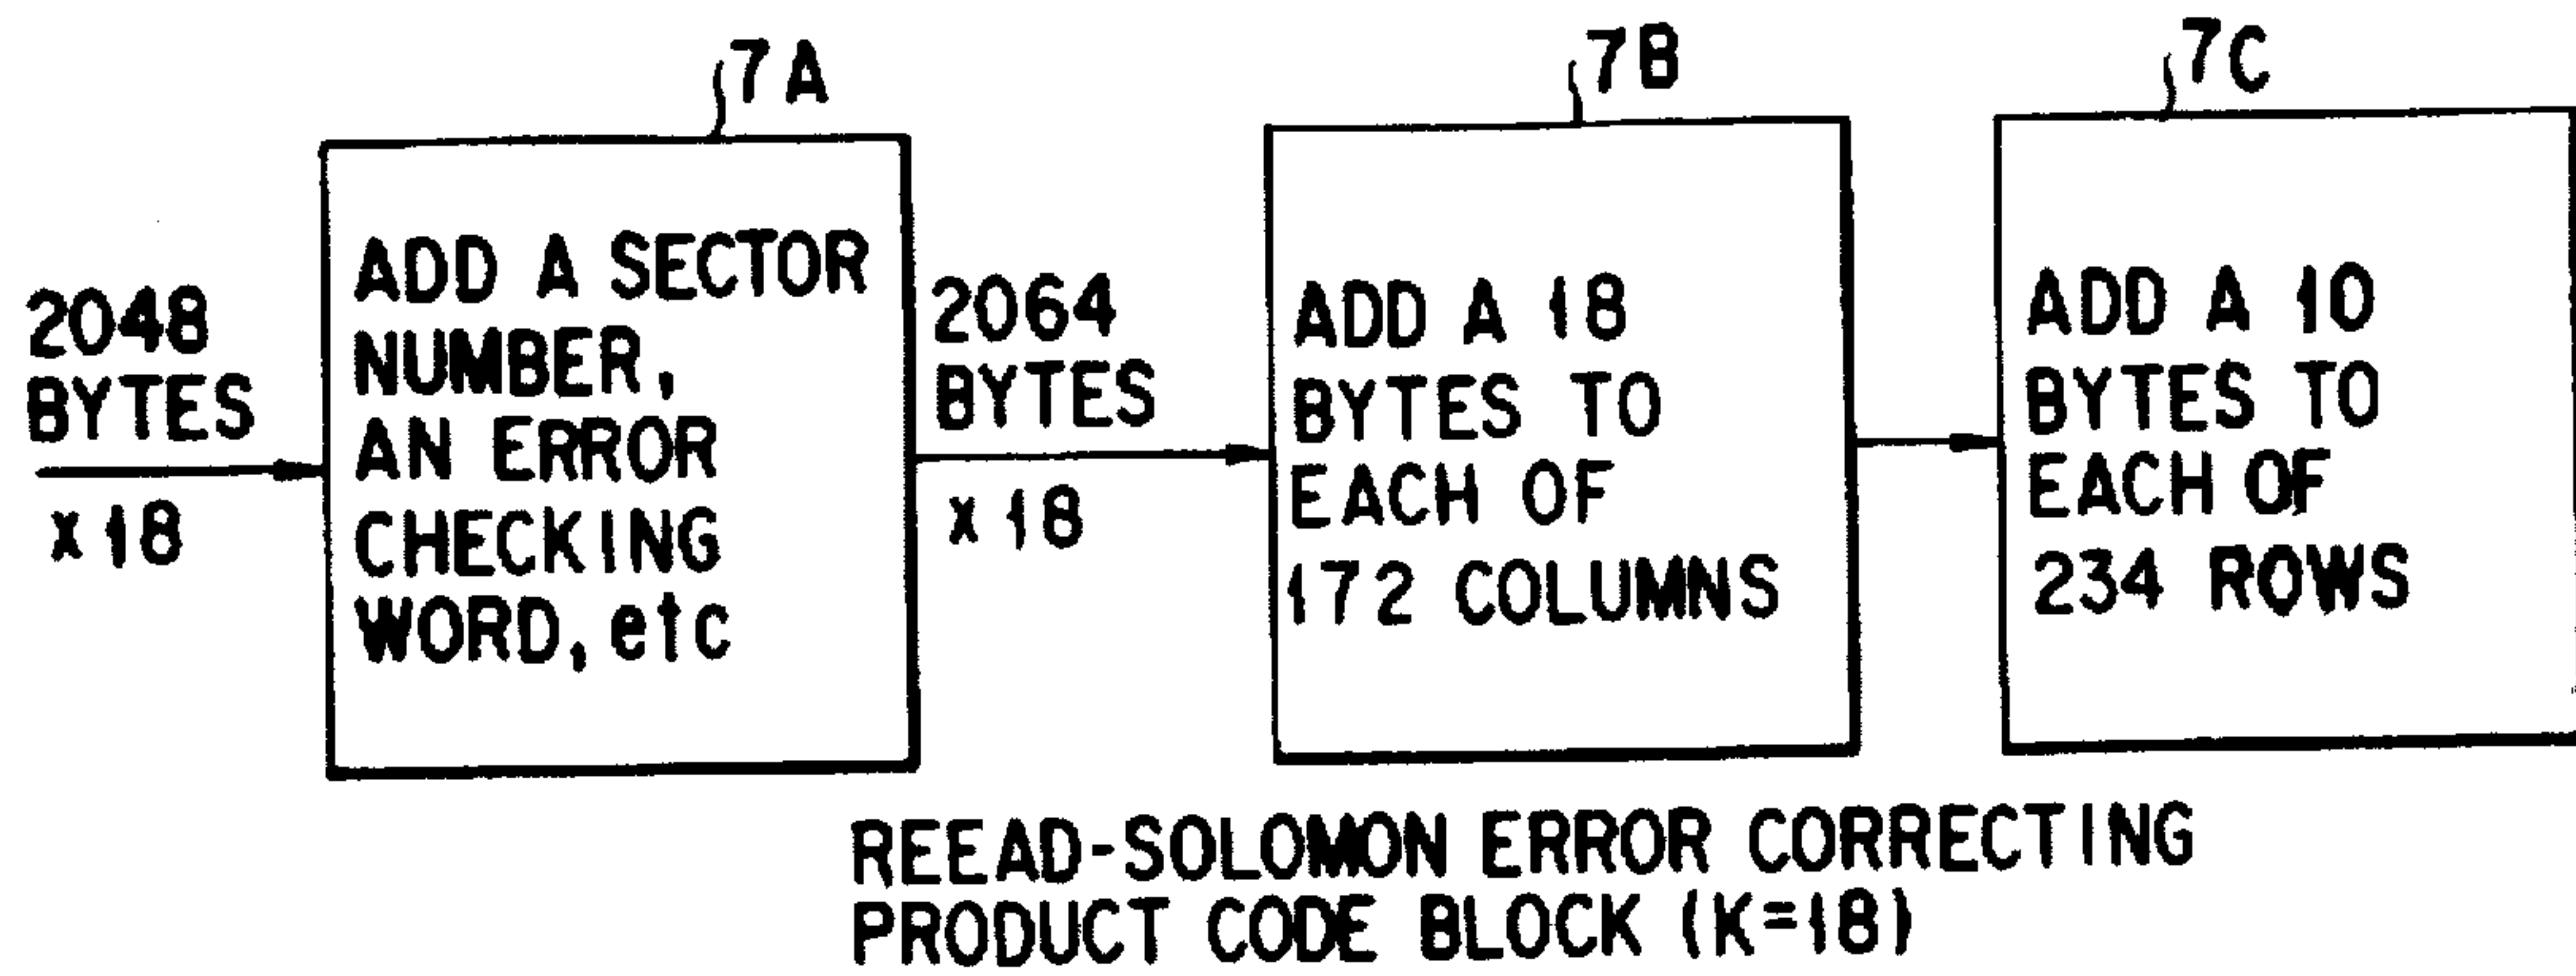 7A
7B
7C
2048
BYTES
x 18
ADD A SECTOR
NUMBER,
AN ERROR
CHECKING
WORD, etc
2064
BYTES
x 18
ADD A 18
BYTES TO
EACH OF
172 COLUMNS
ADD A 10
BYTES TO
EACH OF
234 ROWS
REEAD-SOLOMON ERROR CORRECTING
PRODUCT CODE BLOCK (K=18)